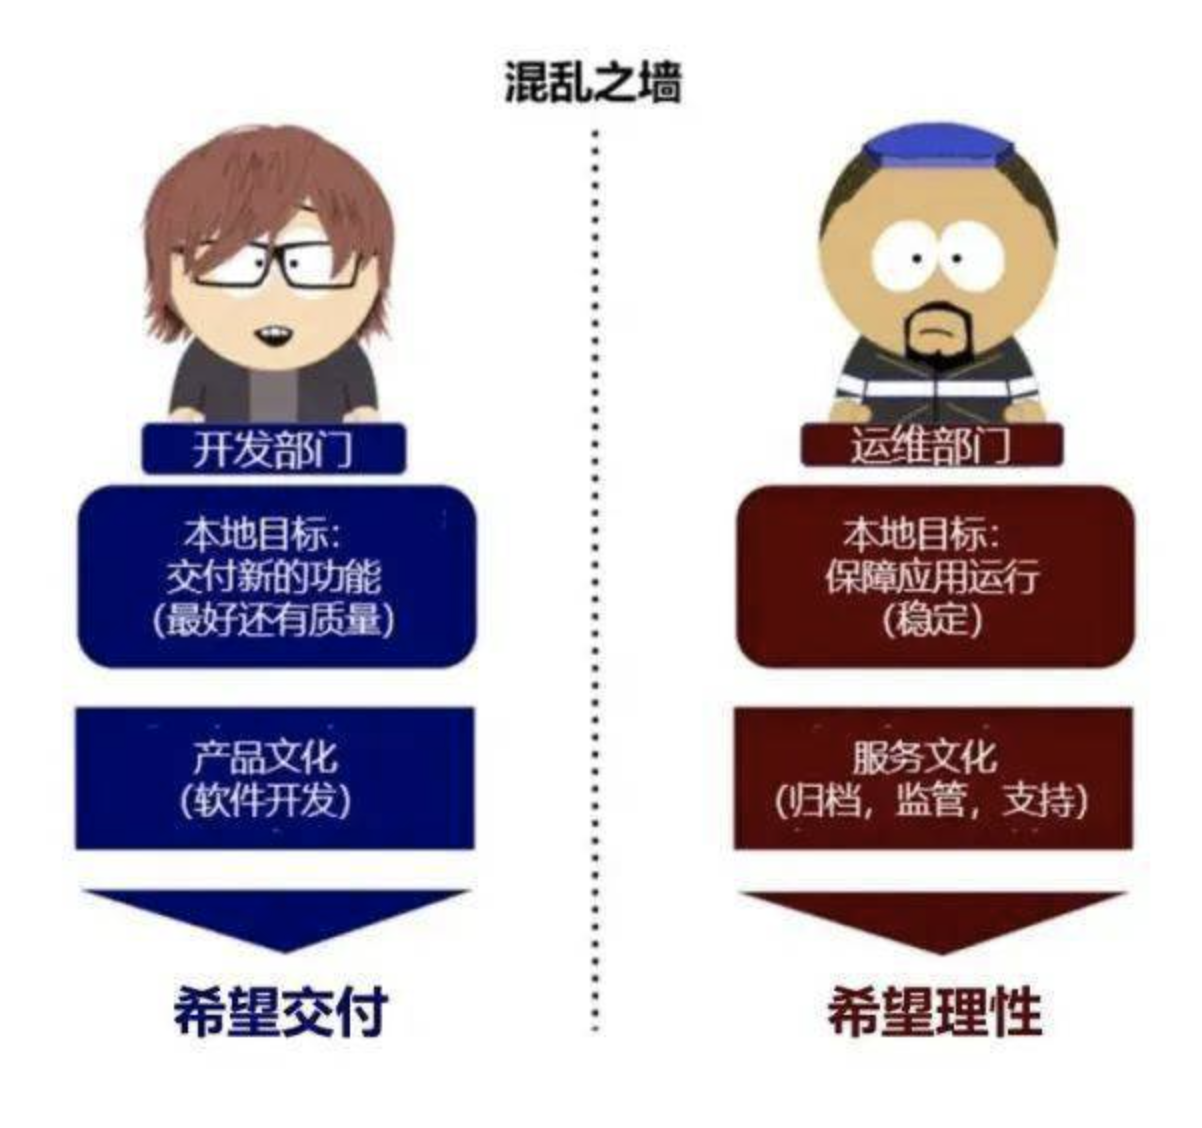 混乱之墙
开发部门
本地目标：
交付新的功能
(最好还有质量)
产品文化
(软件开发)
希望交付
运维部门
本地目标：
保障应用运行
(稳定)
服务文化
(归档，监管，支持)
希望理性